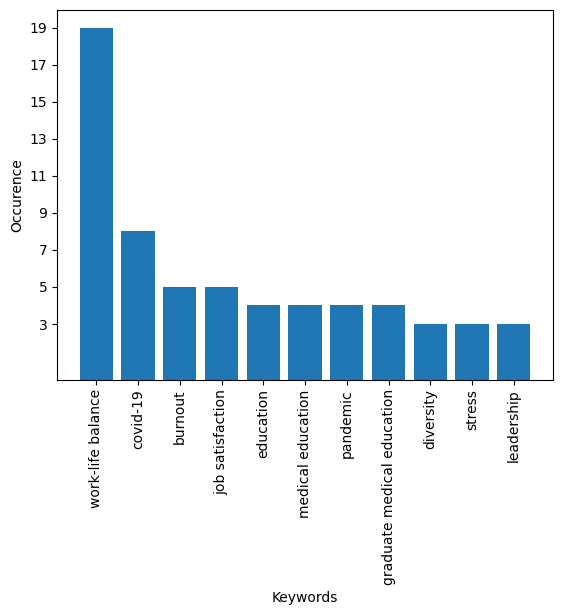 19
17
15
13
11
9
7
5
3
Occurence
work-life balance
covid-19
burnout
job satisfaction
education
medical education
pandemic
graduate medical education
diversity
stress
leadership
Keywords